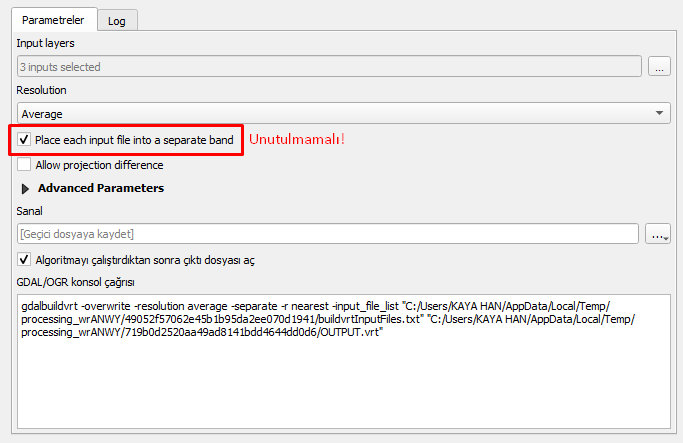 Parametreler
Log
Input layers
3 inputs selected
...
Resolution
Average
Place each input file into a separate band
Unutulmamalı!
Allow projection difference
Advanced Parameters
Sanal
[Geçici dosyaya kaydet]
...
Algoritmayı çalıştırdıktan sonra çıktı dosyası aç
GDAL/OGR konsol çağrısı
gdalbuildvrt -overwrite -resolution average -separate -r nearest -input_file_list "C:/Users/KAYA HAN/AppData/Local/Temp/
processing_wrANWY/49052f57062e45b1b95da2ee070d1941/buildvrtInputFiles.txt" "C:/Users/KAYA HAN/AppData/Local/Temp/
processing_wrANWY/719b0d2520aa49ad8141bdd4644dd0d6/OUTPUT.vrt"